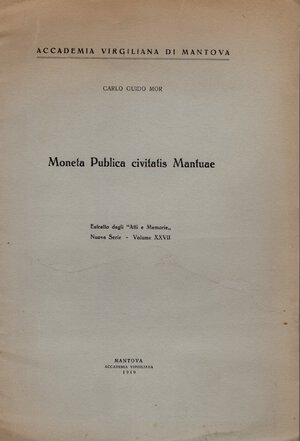 ACCADEMIA VIRGILIANA DI MANTOVA
CARLO GUIDO MOR
Moneta Publica civitatis Mantuae
Estratto dagli "Atti e Memorie„
Nuova Serie - Volume XXVII
MANTOVA
ACCADEMIA VIRGILIANA
1949